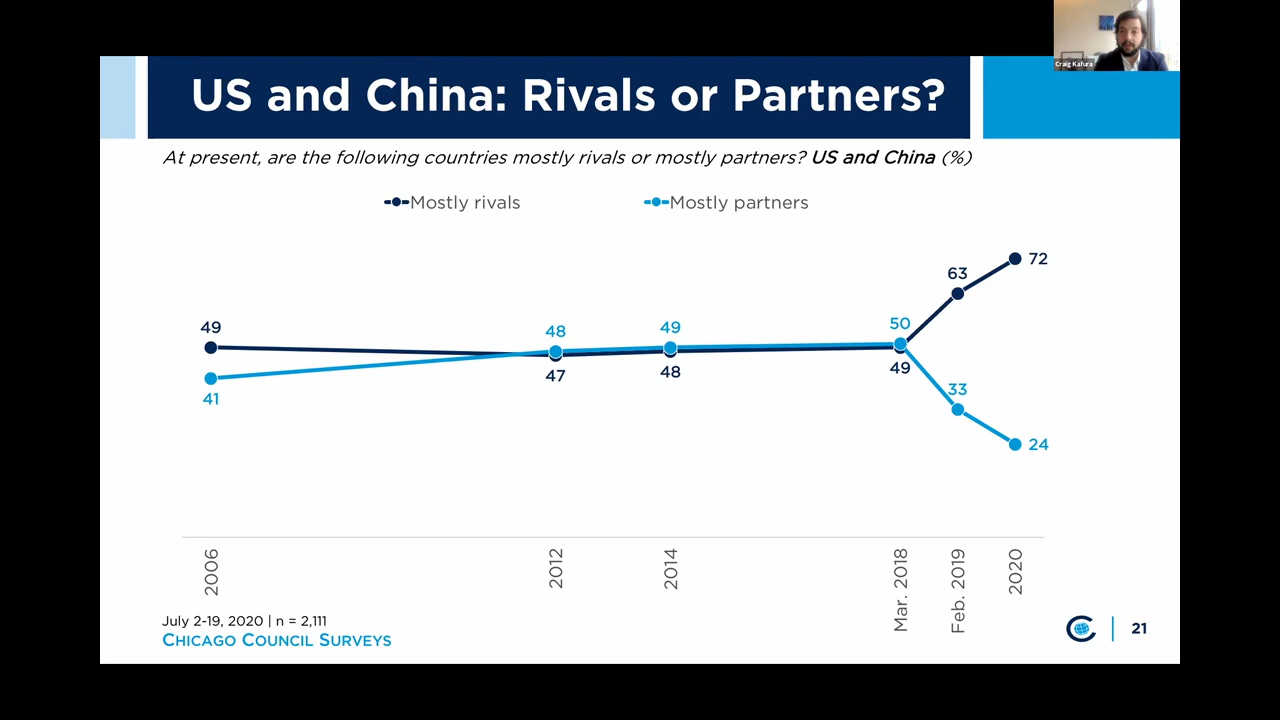 Craig Kafura
US and China: Rivals or Partners?
At present, are the following countries mostly rivals or mostly partners? US and China (%)
Mostly rivals
Mostly partners
72
63
49
48
49
50
47
48
49
41
33
24
2006
2012
2014
Mar. 2018
Feb. 2019
2020
July 2-19, 2020 | n = 2,111
CHICAGO COUNCIL SURVEYS
21